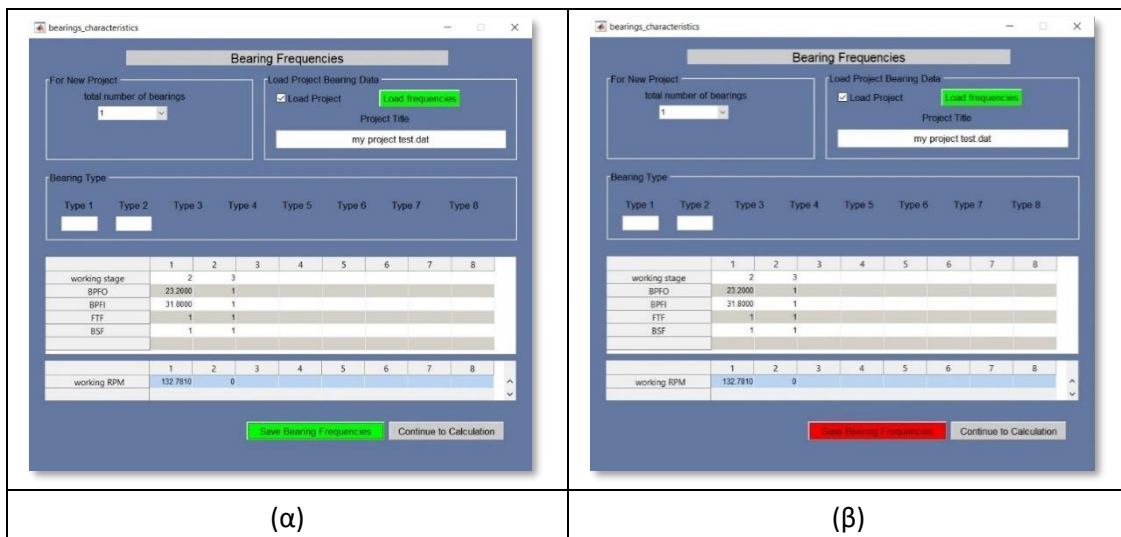 bearings_characteristics
Bearing Frequencies
For New Project
total number of bearings
1
Load Project Bearing Data
Load Project Load frequencies
Project Title
my project test.dat
Bearing Type
Type 1 Type 2 Type 3 Type 4 Type 5 Type 6 Type 7 Type 8
1 2 3 4 5 6 7 8
working stage 2 3
BPFO 23.2000 1
BPFI 31.8000 1
FTF 1 1
BSF 1 1
1 2 3 4 5 6 7 8
working RPM 132.7810 0
Save Bearing Frequencies Continue to Calculation
(α)
bearings_characteristics
Bearing Frequencies
For New Project
total number of bearings
1
Load Project Bearing Data
Load Project Load frequencies
Project Title
my project test.dat
Bearing Type
Type 1 Type 2 Type 3 Type 4 Type 5 Type 6 Type 7 Type 8
1 2 3 4 5 6 7 8
working stage 2 3
BPFO 23.2000 1
BPFI 31.8000 1
FTF 1 1
BSF 1 1
1 2 3 4 5 6 7 8
working RPM 132.7810 0
Save Bearing Frequencies Continue to Calculation
(β)